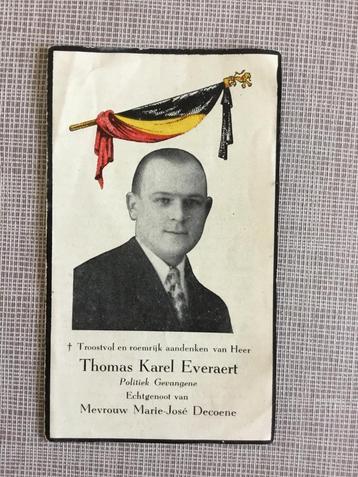 † Troostvol en roemrijk aandenken van Heer
Thomas Karel Everaert
Politiek Gevangene
Echtgenoot van
Mevrouw Marie-José Decoene